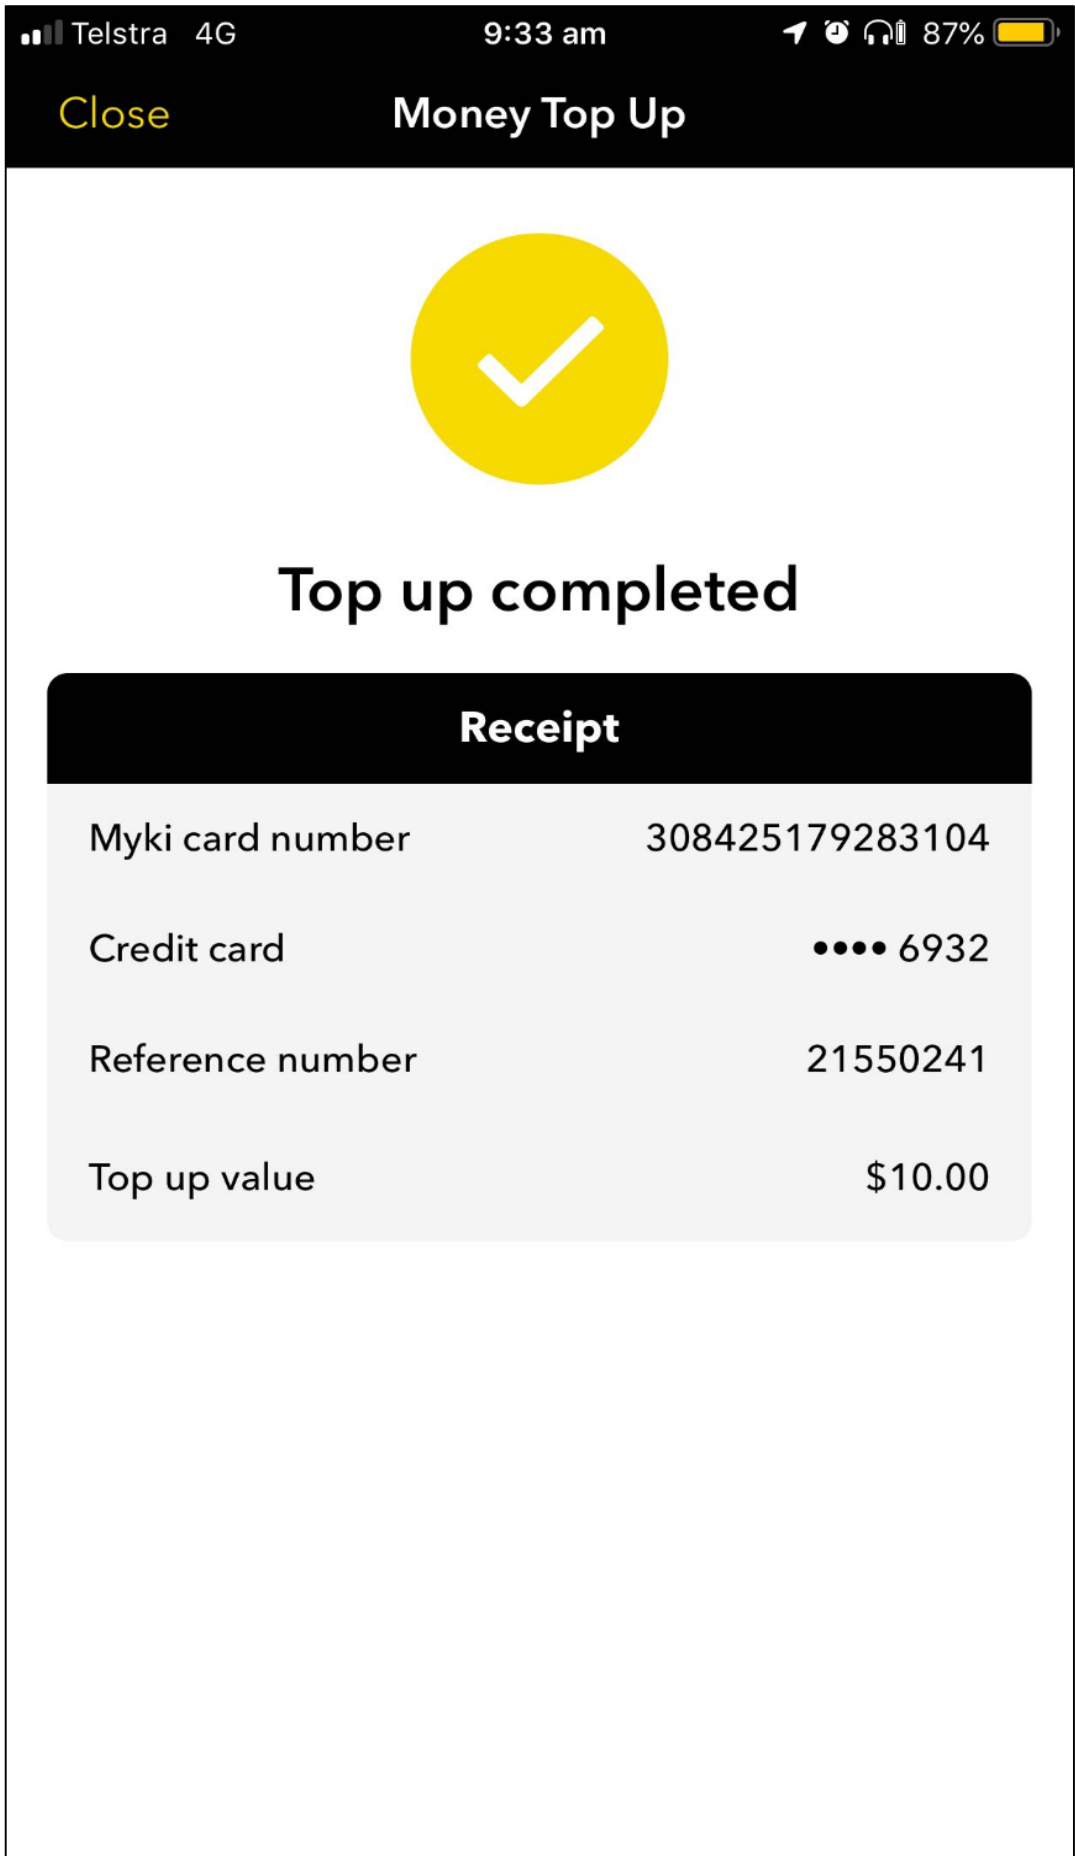 Telstra 4G 9:33 am 87%
Close Money Top Up
Top up completed
Receipt
Myki card number 308425179283104
Credit card •••• 6932
Reference number 21550241
Top up value $10.00